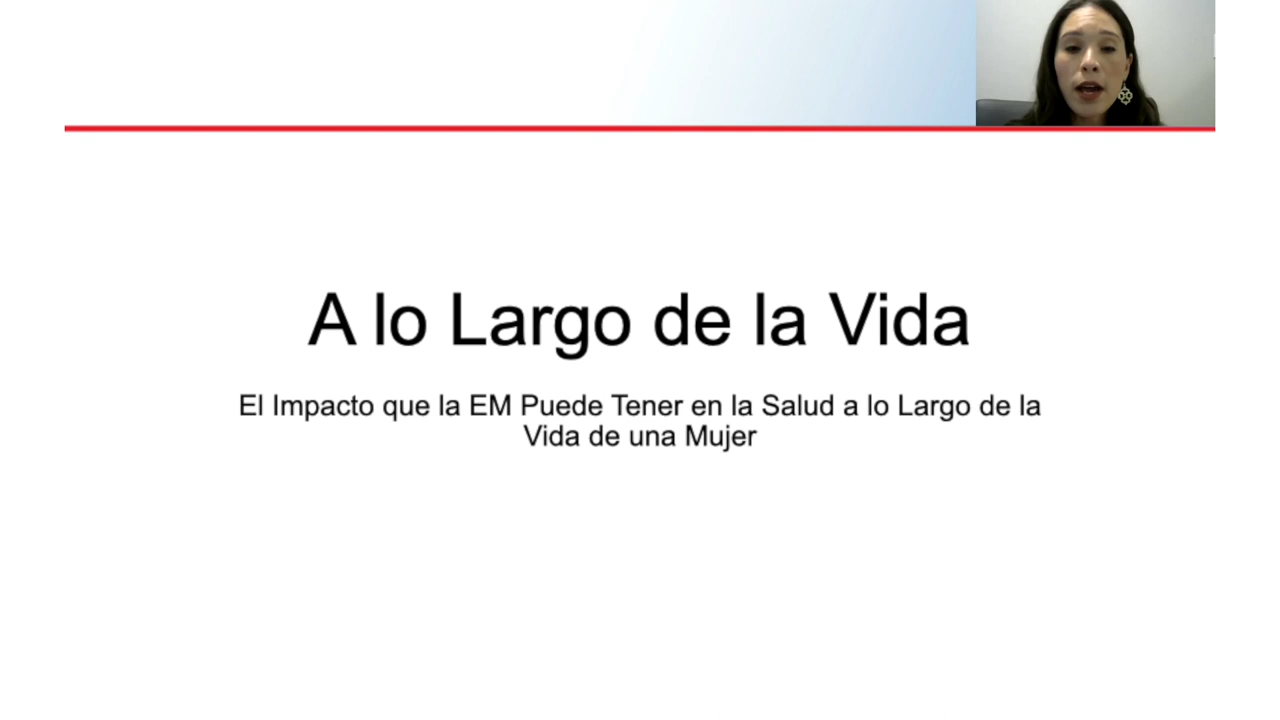 A lo Largo de la Vida
El Impacto que la EM Puede Tener en la Salud a lo Largo de la
Vida de una Mujer